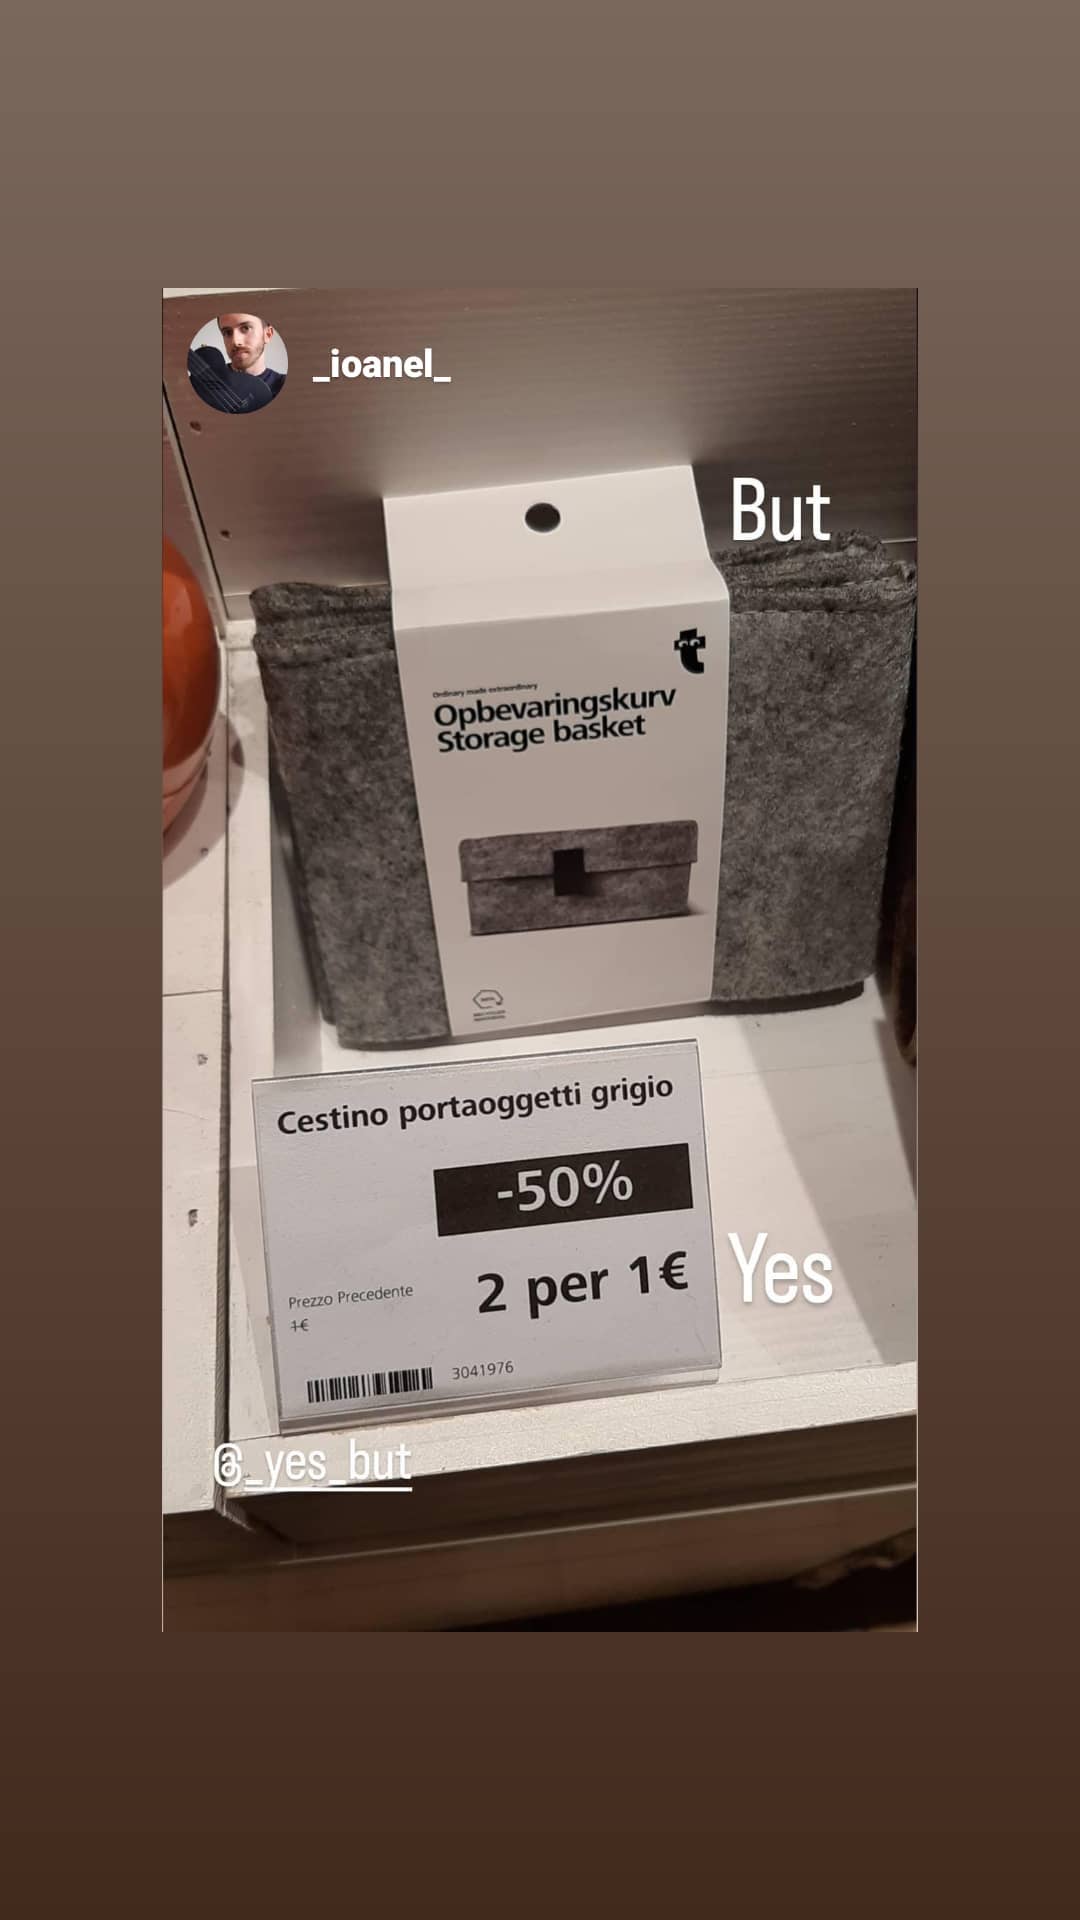 _ioanel_
But
Ordinary made extraordinary
Opbevaringskurv
Storage basket
Cestino portaoggetti grigio
-50%
Prezzo Precedente
1€
2 per 1€
Yes
3041976
@_yes_but